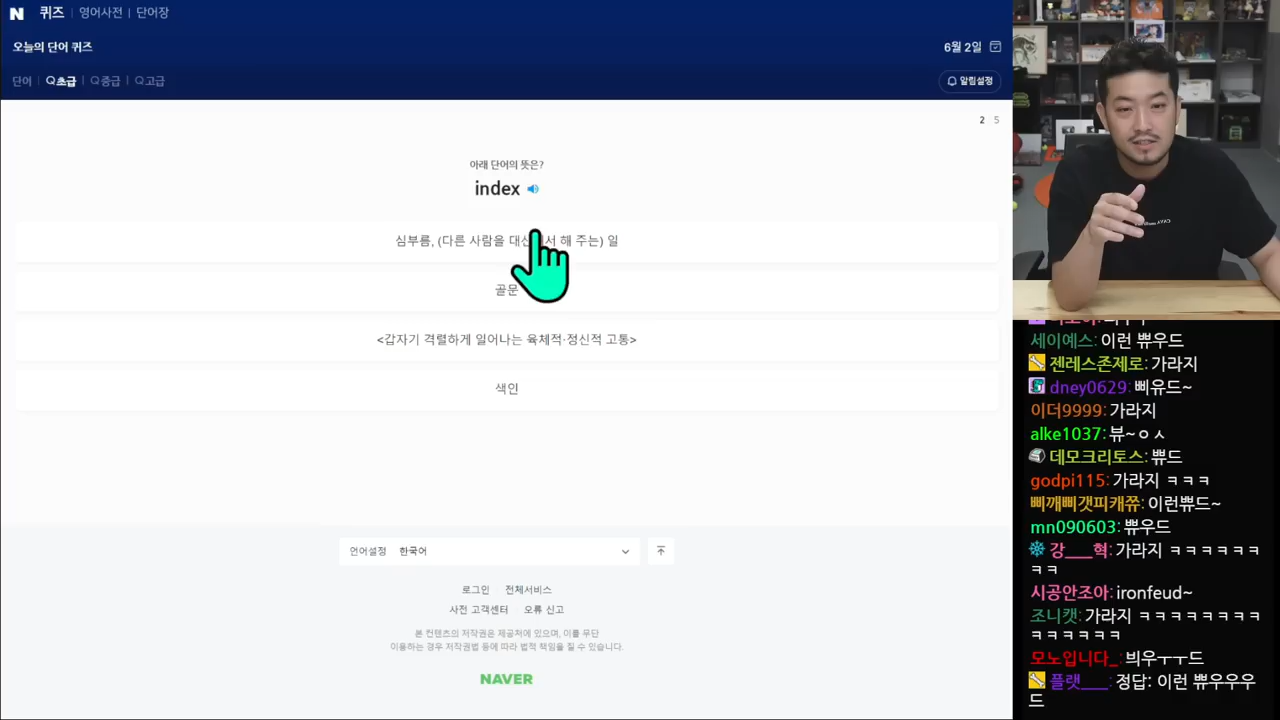 N 퀴즈 | 영어사전 | 단어장
오늘의 단어 퀴즈
6월 2일
단어 | 초급 | 중급 | 고급
알림설정
2 5
아래 단어의 뜻은?
index
심부름, (다른 사람을 대신 해 주는) 일
골문
<갑자기 격렬하게 일어나는 육체적·정신적 고통>
색인
언어설정 한국어
로그인 전체서비스
사전 고객센터 오류 신고
본 컨텐츠의 저작권은 제공처에 있으며, 이를 무단
이용하는 경우 저작권법 등에 따라 법적 책임을 질 수 있습니다.
NAVER
세이예스: 이런 쀼우드
젠레스존제로: 가라지
dney0629: 삐유드~
이더9999: 가라지
alke1037: 뷰~ㅇㅅ
데모크리토스: 쀼드
godpi115: 가라지 ㅋㅋㅋ
삐깨삐갯피캐쮸: 이런쀼드~
mn090603: 쀼우드
강___혁: 가라지 ㅋㅋㅋㅋㅋㅋ
ㅋㅋ
시공안조아: ironfeud~
조니캣: 가라지 ㅋㅋㅋㅋㅋㅋㅋㅋ
ㅋㅋㅋㅋㅋㅋ
모노입니다_: 븨우ㅜㅜ드
플랫___: 정답: 이런 쀼우우우
드